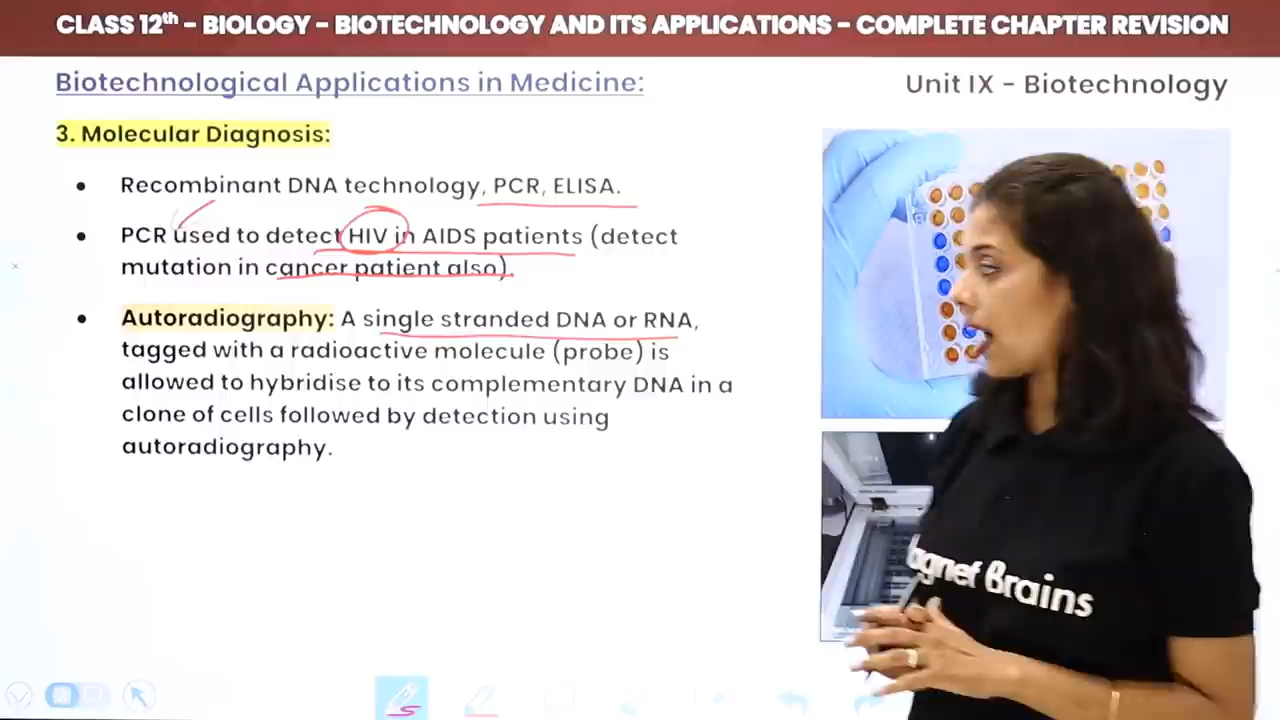 CLASS 12th – BIOLOGY – BIOTECHNOLOGY AND ITS APPLICATIONS – COMPLETE CHAPTER REVISION
Biotechnological Applications in Medicine:
Unit IX – Biotechnology
3. Molecular Diagnosis:
• Recombinant DNA technology, PCR, ELISA.
• PCR used to detect HIV in AIDS patients (detect
mutation in cancer patient also).
• Autoradiography: A single stranded DNA or RNA,
tagged with a radioactive molecule (probe) is
allowed to hybridise to its complementary DNA in a
clone of cells followed by detection using
autoradiography.
agnet Brains